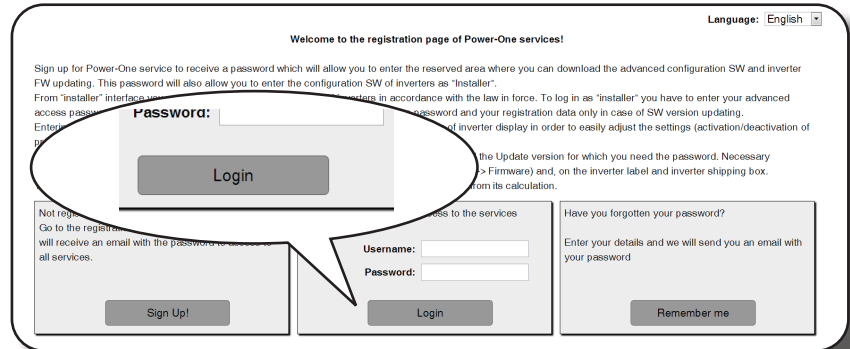 Language: English
Welcome to the registration page of Power-One services!
Sign up for Power-One service to receive a password which will allow you to enter the reserved area where you can download the advanced configuration SW and inverter
FW updating. This password will also allow you to enter the configuration SW of inverters as "Installer".
From "installer" interface in accordance with the law in force. To log in as "installer" you have to enter your advanced
access password and your registration data only in case of SW version updating.
of inverter display in order to easily adjust the settings (activation/deactivation of
the Update version for which you need the password. Necessary
-> Firmware) and, on the inverter label and inverter shipping box.
from its calculation.
Password:
Login
Not
Go to the
will receive an email with the password to access to
all services.
Sign Up!
to the services
Username:
Password:
Login
Have you forgotten your password?
Enter your details and we will send you an email with
your password
Remember me